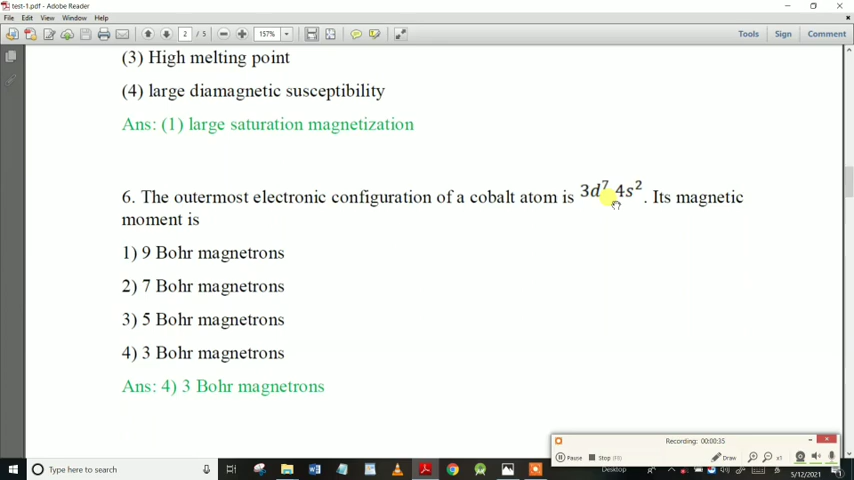 test-1.pdf - Adobe Reader
File Edit View Window Help
2 / 5 157% Tools Sign Comment
(3) High melting point
(4) large diamagnetic susceptibility
Ans: (1) large saturation magnetization
6. The outermost electronic configuration of a cobalt atom is 3d⁷ 4s². Its magnetic
moment is
1) 9 Bohr magnetrons
2) 7 Bohr magnetrons
3) 5 Bohr magnetrons
4) 3 Bohr magnetrons
Ans: 4) 3 Bohr magnetrons
Recording: 00:00:35
Pause Stop (F10) Draw x1
Type here to search Desktop
5/12/2021